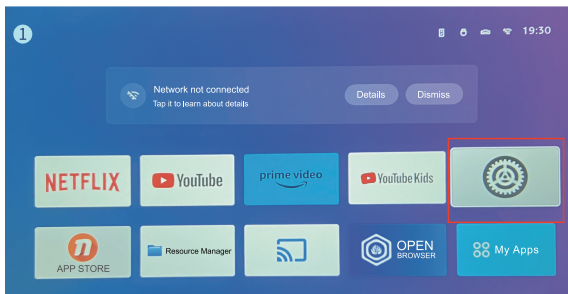 1
19:30
Network not connected
Tap it to learn about details
Details
Dismiss
NETFLIX
YouTube
prime video
YouTube Kids
n
APP STORE
Resource Manager
OPEN
BROWSER
My Apps